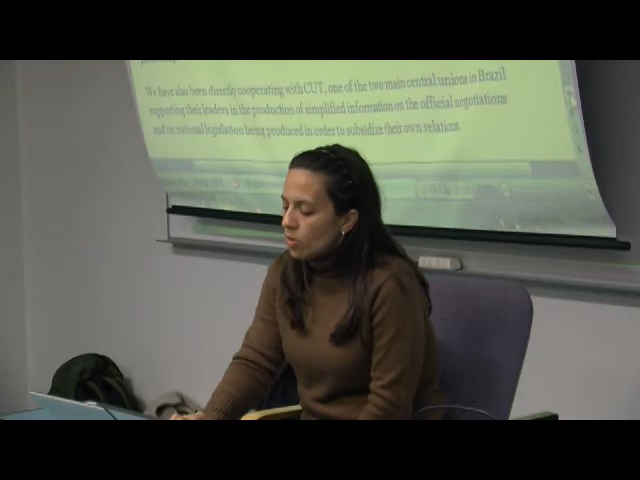 We have also been directly cooperating with CUT, one of the two main central unions in Brazil
supporting their leaders in the production of simplified information on the official negotiations
and on national legislation being produced in order to subsidize their own relations.